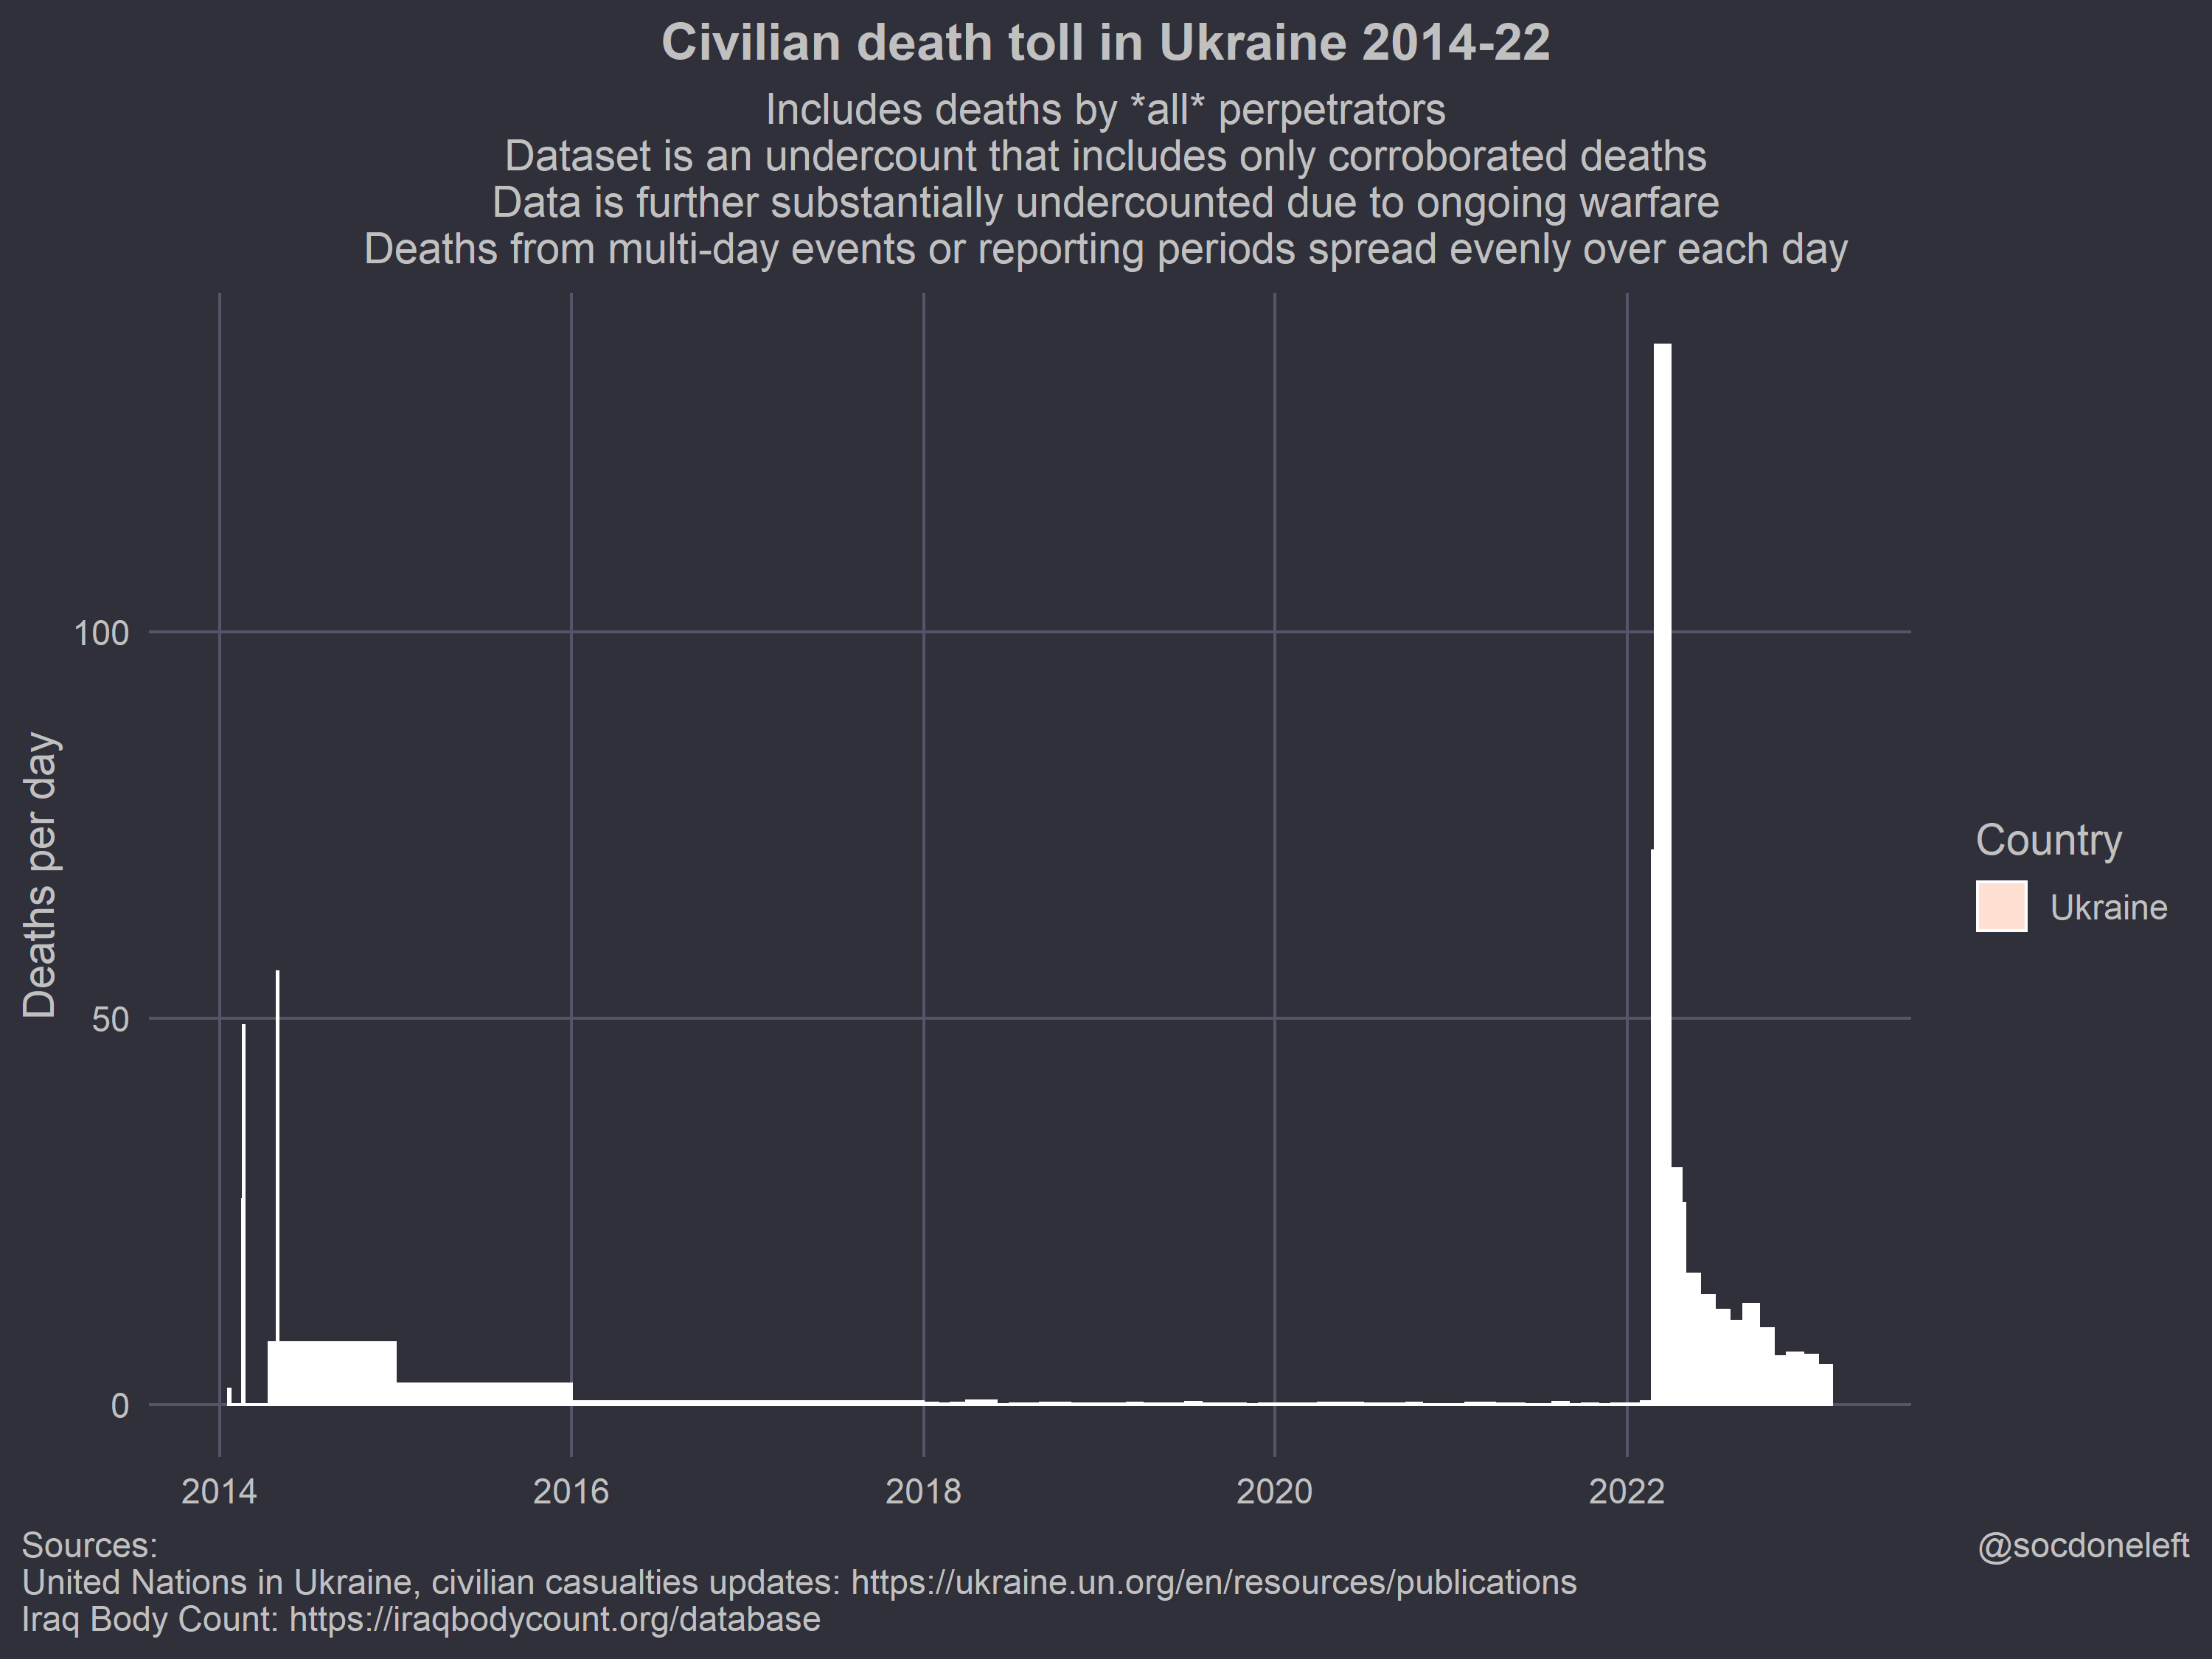 Civilian death toll in Ukraine 2014-22
Includes deaths by *all* perpetrators
Dataset is an undercount that includes only corroborated deaths
Data is further substantially undercounted due to ongoing warfare
Deaths from multi-day events or reporting periods spread evenly over each day
Deaths per day
100
50
0
2014
2016
2018
2020
2022
Country
Ukraine
Sources:
United Nations in Ukraine, civilian casualties updates: https://ukraine.un.org/en/resources/publications
Iraq Body Count: https://iraqbodycount.org/database
@socdoneleft